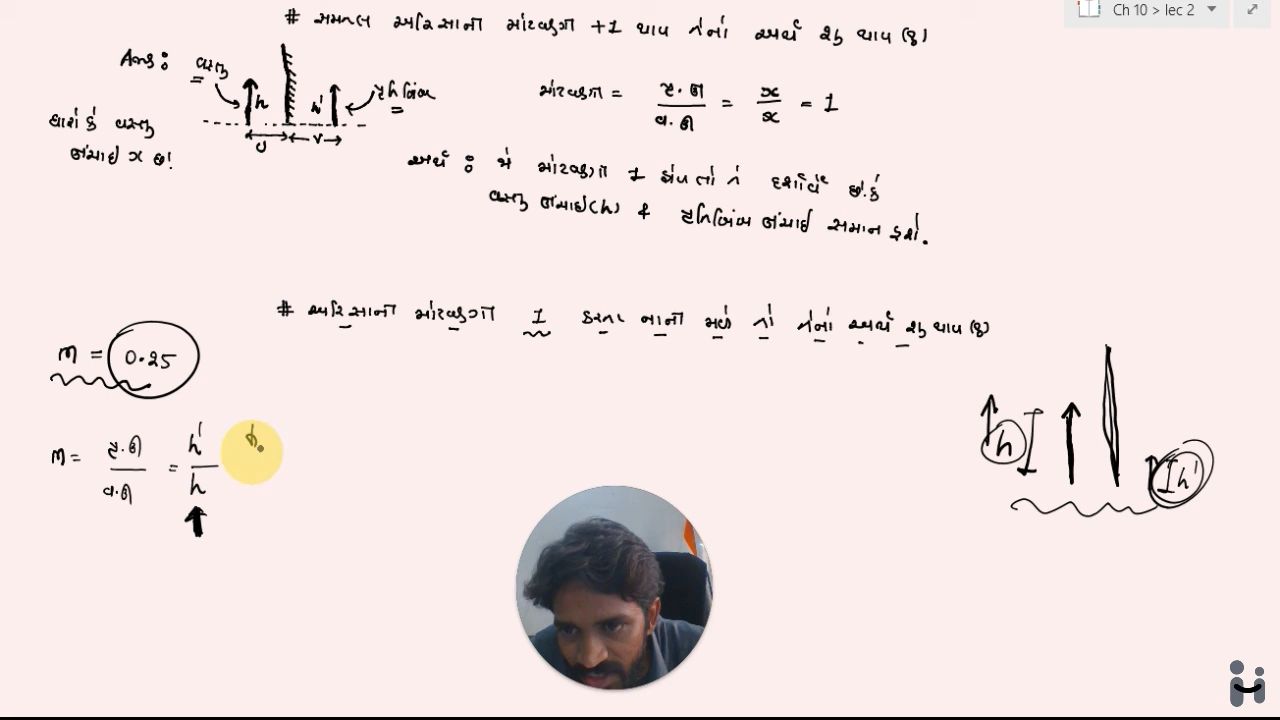 Ch 10 > lec 2
# સમતલ અરિસાની મોટવણી +1 થાય તેનો અર્થ શું થાય છે
Ans: વસ્તુ
h h' પ્રતિબિંબ
U V
ધારો કે વસ્તુ
ઊંચાઈ x છે.
મોટવણી = પ્ર.ઊ / વ.ઊ = x / x = 1
અર્થ : જો મોટવણી 1 હોય તો તે દર્શાવે છે કે
વસ્તુ ઊંચાઈ (h) & પ્રતિબિંબ ઊંચાઈ સમાન હશે.
# અરિસાની મોટવણી 1 કરતા નાની મળે તો તેનો અર્થ શું થાય છે
m = 0.25
m = પ્ર.ઊ / વ.ઊ = h' / h
h h'